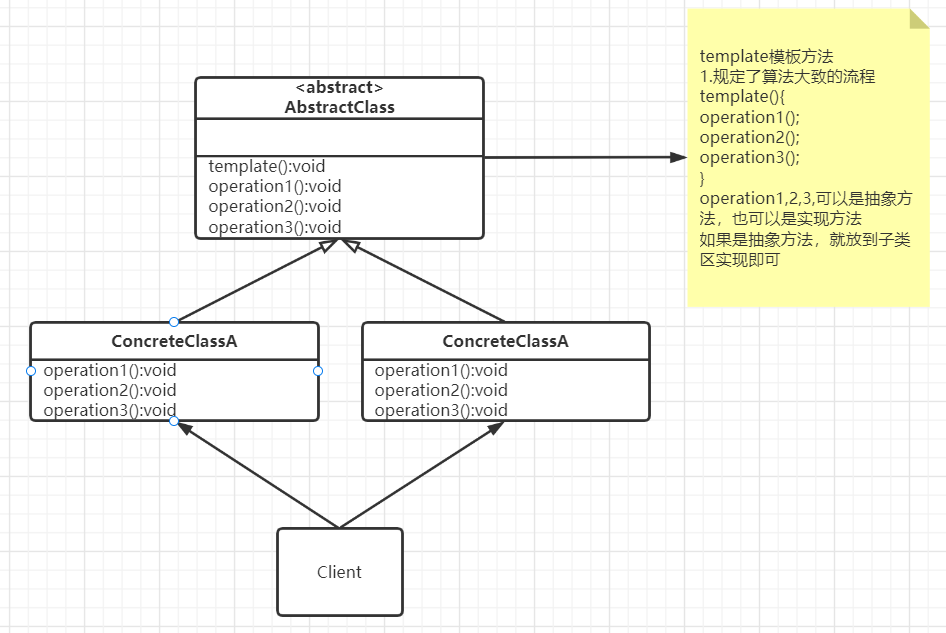 <abstract>
AbstractClass
template():void
operation1():void
operation2():void
operation3():void
template模板方法
1.规定了算法大致的流程
template(){
operation1();
operation2();
operation3();
}
operation1,2,3,可以是抽象方
法，也可以是实现方法
如果是抽象方法，就放到子类
区实现即可
ConcreteClassA
operation1():void
operation2():void
operation3():void
ConcreteClassA
operation1():void
operation2():void
operation3():void
Client